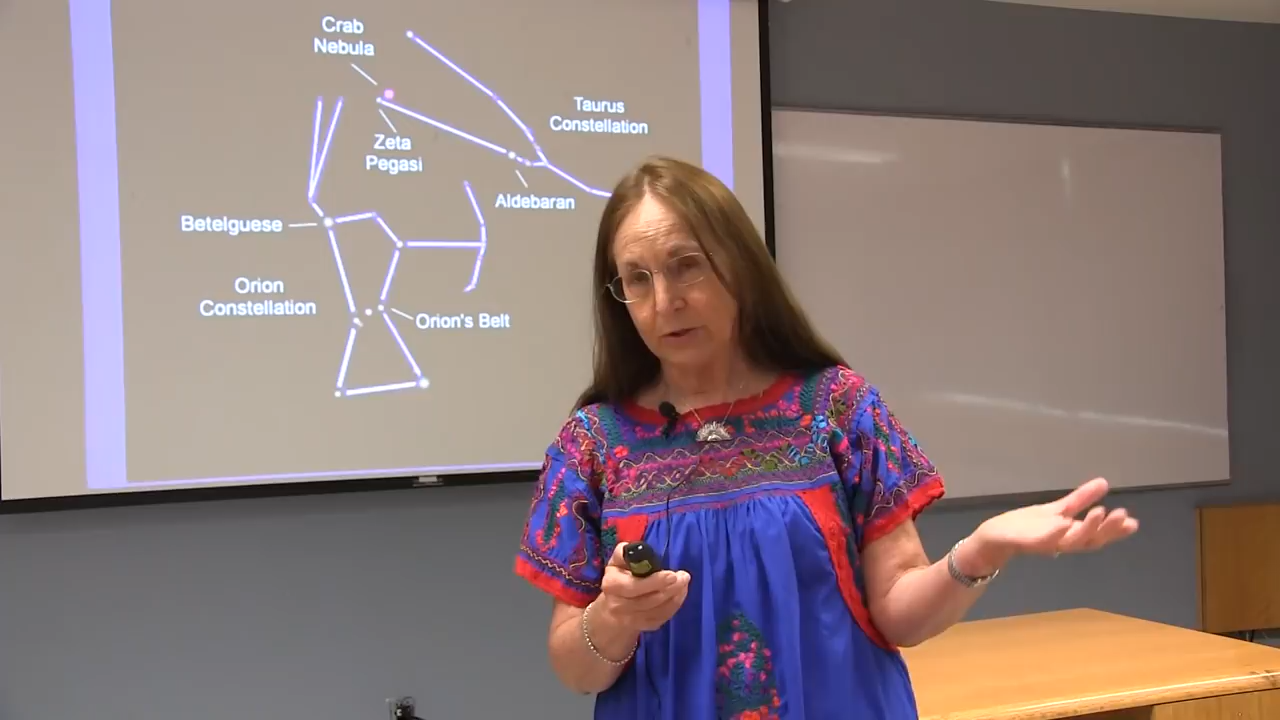 Crab
Nebula
Taurus
Constellation
Zeta
Pegasi
Aldebaran
Betelguese
Orion
Constellation
Orion's Belt